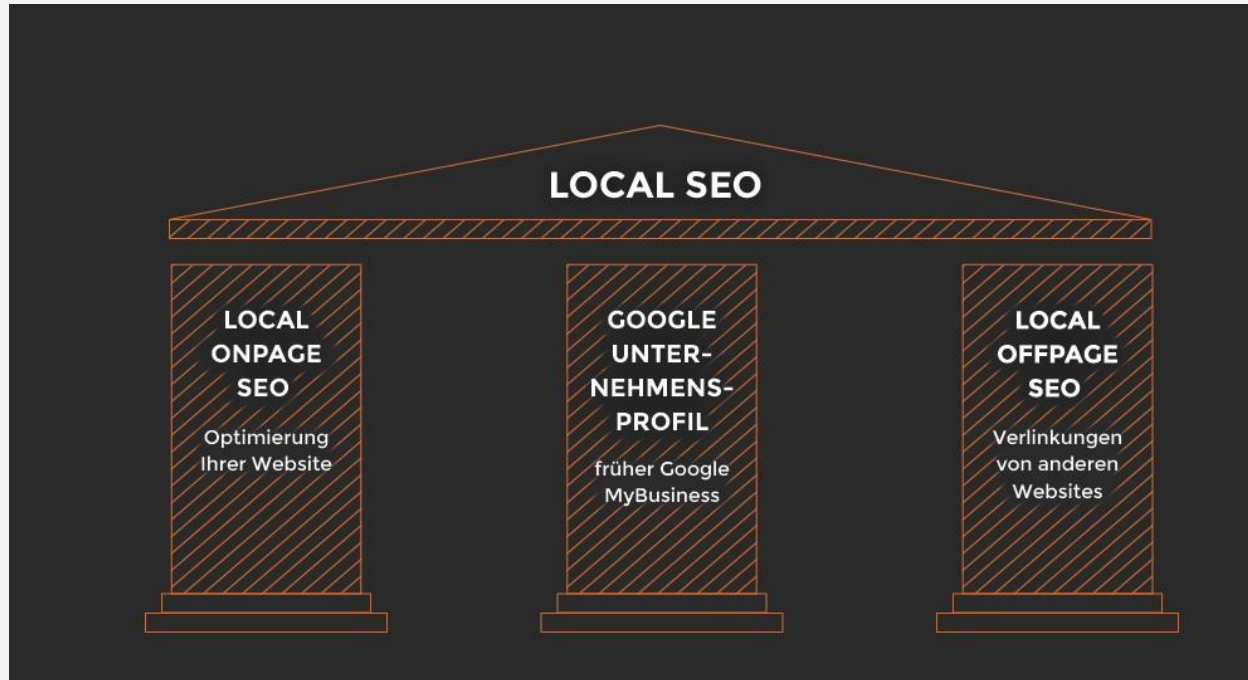 LOCAL SEO
LOCAL
ONPAGE
SEO
Optimierung
Ihrer Website
GOOGLE
UNTER-
NEHMENS-
PROFIL
früher Google
MyBusiness
LOCAL
OFFPAGE
SEO
Verlinkungen
von anderen
Websites